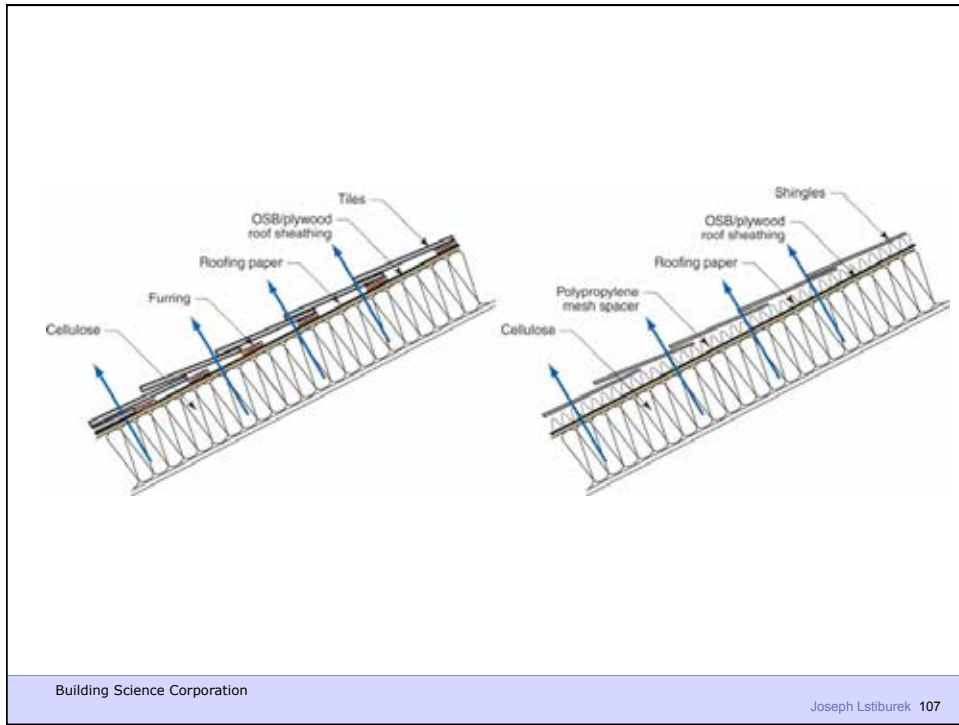 Tiles
OSB/plywood
roof sheathing
Roofing paper
Furring
Cellulose
Shingles
OSB/plywood
roof sheathing
Roofing paper
Polypropylene
mesh spacer
Cellulose
Building Science Corporation
Joseph Lstiburek 107